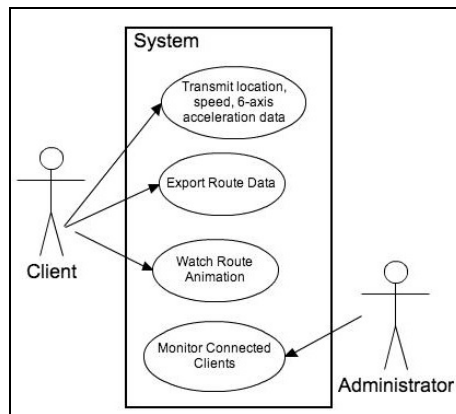 System
Transmit location,
speed, 6-axis
acceleration data
Export Route Data
Client
Watch Route
Animation
Monitor Connected
Clients
Administrator